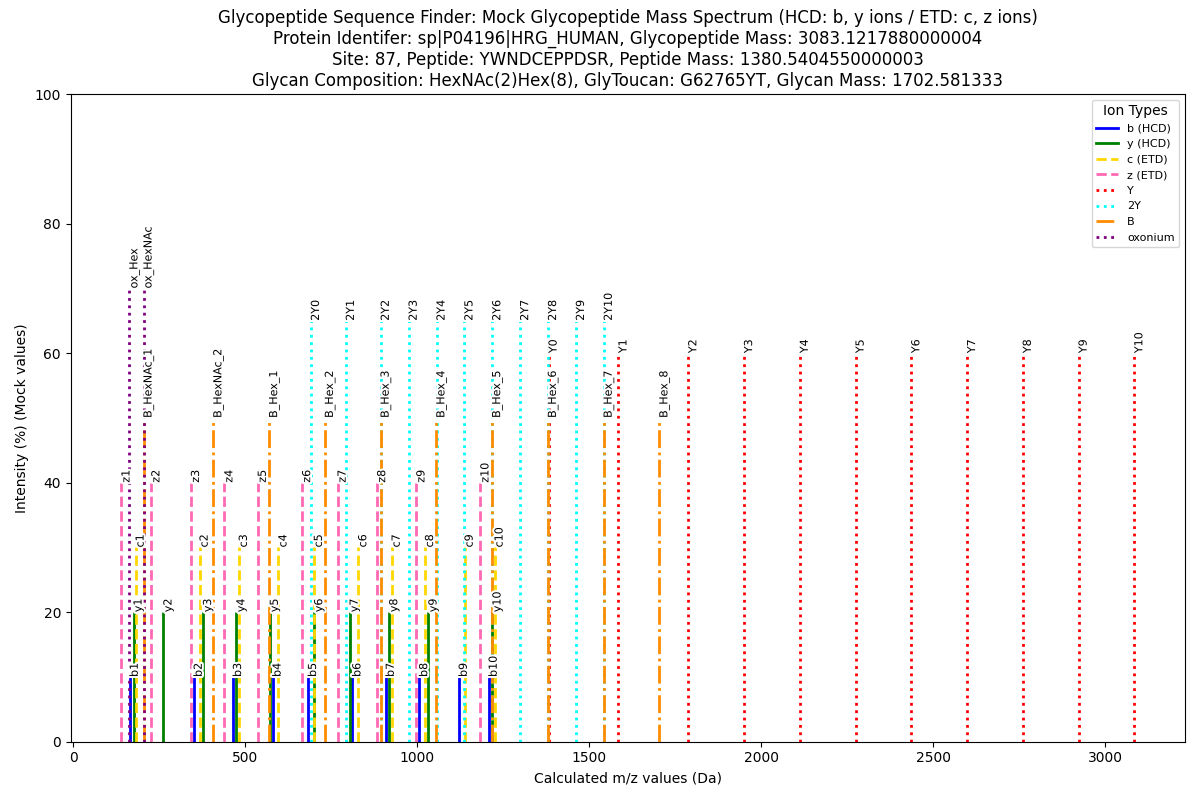 Glycopeptide Sequence Finder: Mock Glycopeptide Mass Spectrum (HCD: b, y ions / ETD: c, z ions)
Protein Identifer: sp|P04196|HRG_HUMAN, Glycopeptide Mass: 3083.1217880000004
Site: 87, Peptide: YWNDCEPPDSR, Peptide Mass: 1380.5404550000003
Glycan Composition: HexNAc(2)Hex(8), GlyToucan: G62765YT, Glycan Mass: 1702.581333
Ion Types
b (HCD)
y (HCD)
c (ETD)
z (ETD)
Y
2Y
B
oxonium
Intensity (%) (Mock values)
100
80
60
40
20
0
ox_Hex
ox_HexNAc
2Y0
2Y1
2Y2
2Y3
2Y4
2Y5
2Y6
2Y7
2Y8
2Y9
2Y10
Y0
Y1
Y2
Y3
Y4
Y5
Y6
Y7
Y8
Y9
Y10
B_HexNAc_1
B_HexNAc_2
B_Hex_1
B_Hex_2
B_Hex_3
B_Hex_4
B_Hex_5
B_Hex_6
B_Hex_7
B_Hex_8
z1
z2
z3
z4
z5
z6
z7
z8
z9
z10
c1
c2
c3
c4
c5
c6
c7
c8
c9
c10
y1
y2
y3
y4
y5
y6
y7
y8
y9
y10
b1
b2
b3
b4
b5
b6
b7
b8
b9
b10
0
500
1000
1500
2000
2500
3000
Calculated m/z values (Da)